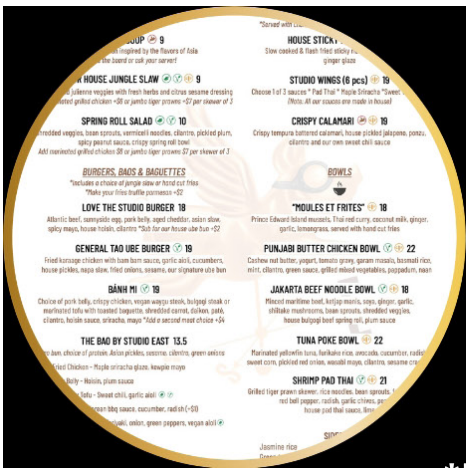 SOUP 9
inspired by the flavors of Asia
the board or ask your server!
HOUSE JUNGLE SLAW 9
julienne veggies with fresh herbs and citrus sesame dressing
grilled chicken +$8 or jumbo tiger prawns +$7 per skewer of 3
SPRING ROLL SALAD 10
shredded veggies, bean sprouts, vermicelli noodles, cilantro, pickled plum,
spicy peanut sauce, crispy spring roll bowl
Add marinated grilled chicken $8 or jumbo tiger prawns $7 per skewer of 3
BURGERS, BAOS & BAGUETTES
*includes a choice of jungle slaw or hand cut fries
*Make your fries truffle parmesan +$2
LOVE THE STUDIO BURGER 18
Atlantic beef, sunnyside egg, pork belly, aged cheddar, asian slaw,
spicy mayo, house hoisin, cilantro *Sub for our house ube bun +$2
GENERAL TAO UBE BURGER 19
Fried karaage chicken with bam bam sauce, garlic aioli, cucumbers,
house pickles, napa slaw, fried onions, sesame, our signature ube bun
BÁNH MI 19
Choice of pork belly, crispy chicken, vegan wagyu steak, bulgogi steak or
marinated tofu with toasted baguette, shredded carrot, daikon, paté,
cilantro, hoisin sauce, sriracha, mayo *Add a second meat choice +$4
THE BAO BY STUDIO EAST 13.5
bun, choice of protein. Asian pickles, sesame, cilantro, green onions
Fried Chicken - Maple sriracha glaze, kewpie mayo
Belly - Hoisin, plum sauce
Tofu - Sweet chili, garlic aioli
bbq sauce, cucumber, radish (+$1)
onion, green peppers, vegan aioli
*Served with
HOUSE STICKY
Slow cooked & flash fried sticky
ginger glaze
STUDIO WINGS (6 pcs) 19
Choose 1 of 3 sauces * Pad Thai * Maple Sriracha *Sweet
(Note: All our sauces are made in house)
CRISPY CALAMARI 19
Crispy tempura battered calamari, house pickled jalapeno, ponzu,
cilantro and our own sweet chili sauce
BOWLS
"MOULES ET FRITES" 18
Prince Edward Island mussels, Thai red curry, coconut milk, ginger,
garlic, lemongrass, served with hand cut fries
PUNJABI BUTTER CHICKEN BOWL 22
Cashew nut butter, yogurt, tomato gravy, garam masala, basmati rice,
mint, cilantro, green sauce, grilled mixed vegetables, pappadum, naan
JAKARTA BEEF NOODLE BOWL 18
Minced maritime beef, ketjap manis, soya, ginger, garlic,
shiitake mushrooms, bean sprouts, shredded veggies,
house bulgogi beef spring roll, plum sauce
TUNA POKE BOWL 22
Marinated yellowfin tuna, furikake rice, avocado, cucumber, radish
sweet corn, pickled red onion, wasabi mayo, cilantro, sesame
SHRIMP PAD THAI 21
Grilled tiger prawn skewer, rice noodles, bean sprouts,
red bell pepper, radish, garlic chives,
house pad thai sauce, lime
SIDES
Jasmine rice